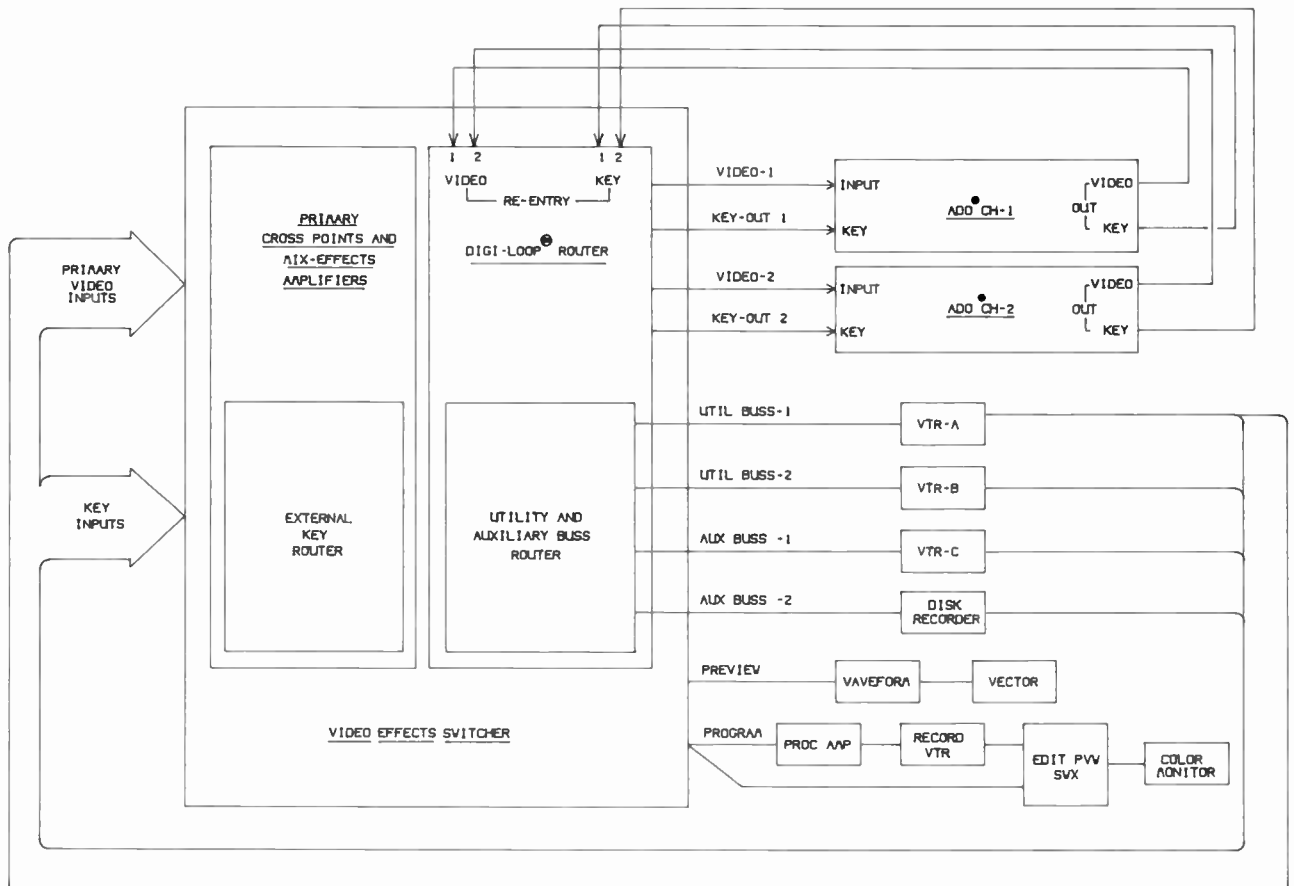 1 2
1 2
VIDEO
KEY
RE-ENTRY
DIGI-LOOP® ROUTER
PRIMARY
CROSS POINTS AND
MIX-EFFECTS
AMPLIFIERS
PRIMARY
VIDEO
INPUTS
KEY
INPUTS
EXTERNAL
KEY
ROUTER
UTILITY AND
AUXILIARY BUSS
ROUTER
VIDEO EFFECTS SWITCHER
VIDEO-1
KEY-OUT 1
VIDEO-2
KEY-OUT 2
INPUT
KEY
ADO CH-1
VIDEO
OUT
KEY
INPUT
KEY
ADO CH-2
VIDEO
OUT
KEY
UTIL BUSS-1
VTR-A
UTIL BUSS-2
VTR-B
AUX BUSS -1
VTR-C
AUX BUSS -2
DISK
RECORDER
PREVIEW
WAVEFORM
VECTOR
PROGRAM
PROC AMP
RECORD
VTR
EDIT PVW
SWX
COLOR
MONITOR